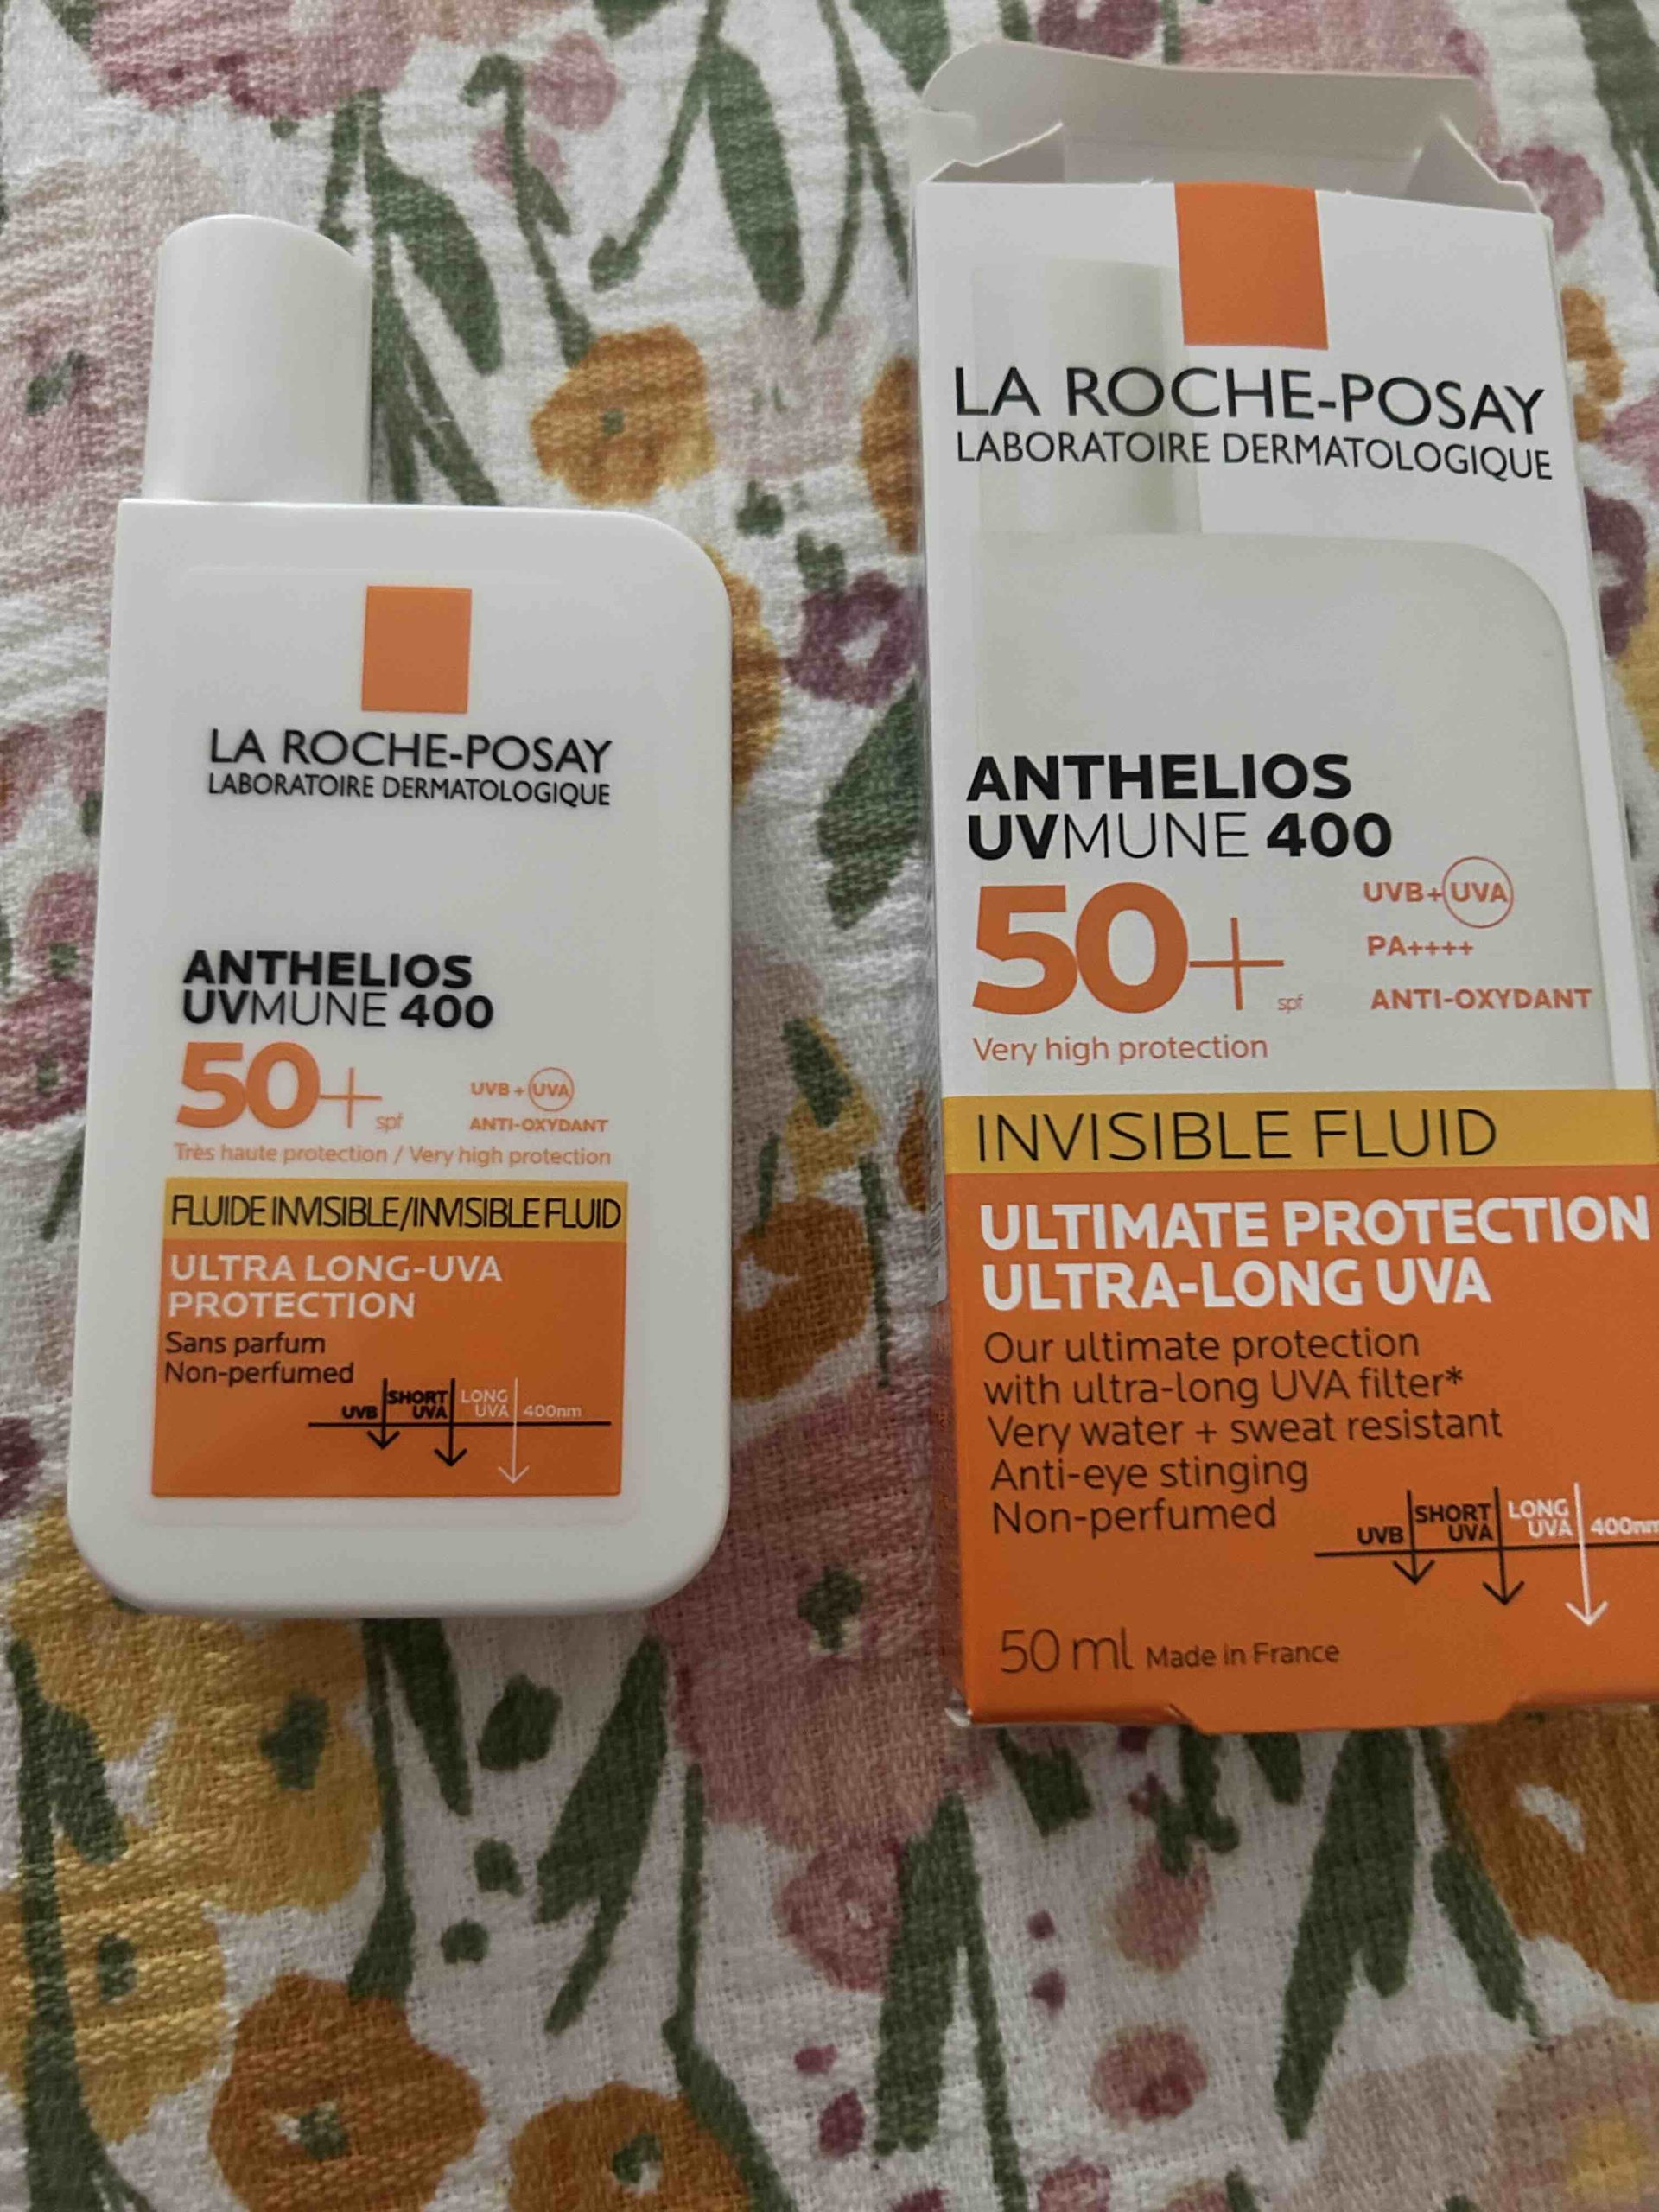 LA ROCHE-POSAY
LABORATOIRE DERMATOLOGIQUE
ANTHELIOS
UVMUNE 400
50+ spf
UVB + UVA
ANTI-OXYDANT
Très haute protection / Very high protection
FLUIDE INVISIBLE/INVISIBLE FLUID
ULTRA LONG-UVA
PROTECTION
Sans parfum
Non-perfumed
UVB SHORT UVA LONG UVA 400nm
LA ROCHE-POSAY
LABORATOIRE DERMATOLOGIQUE
ANTHELIOS
UVMUNE 400
50+ spf
UVB+UVA
PA++++
ANTI-OXYDANT
Very high protection
INVISIBLE FLUID
ULTIMATE PROTECTION
ULTRA-LONG UVA
Our ultimate protection
with ultra-long UVA filter*
Very water + sweat resistant
Anti-eye stinging
Non-perfumed
UVB SHORT UVA LONG UVA 400nm
50 ml Made in France